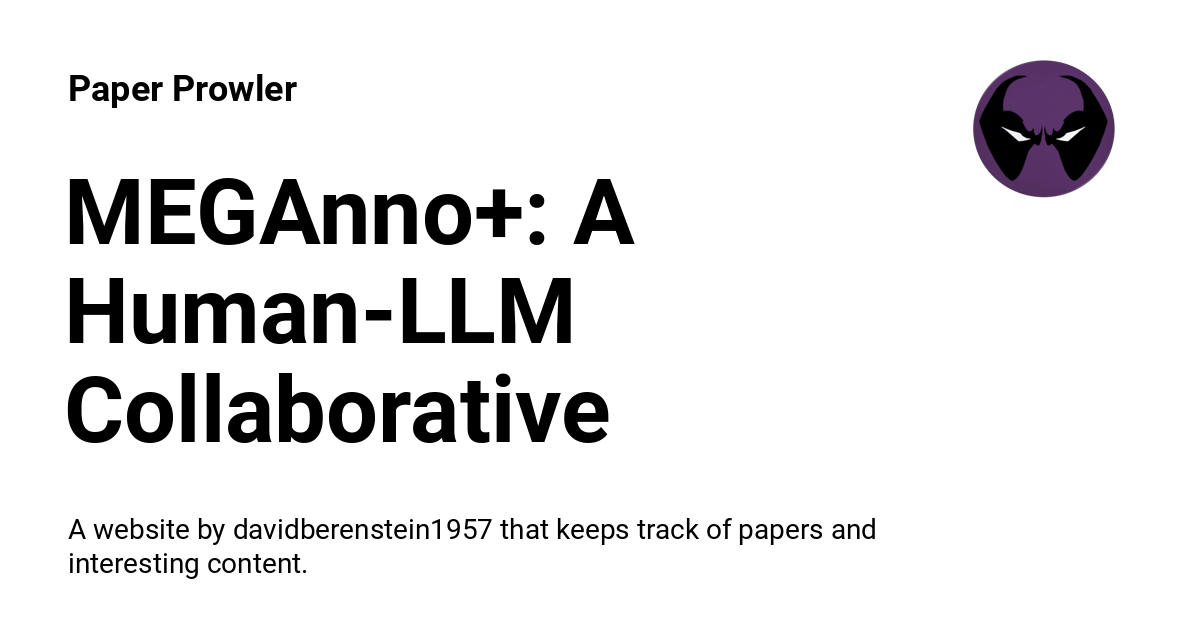 Paper Prowler
MEGAnno+: A
Human-LLM
Collaborative
A website by davidberenstein1957 that keeps track of papers and
interesting content.